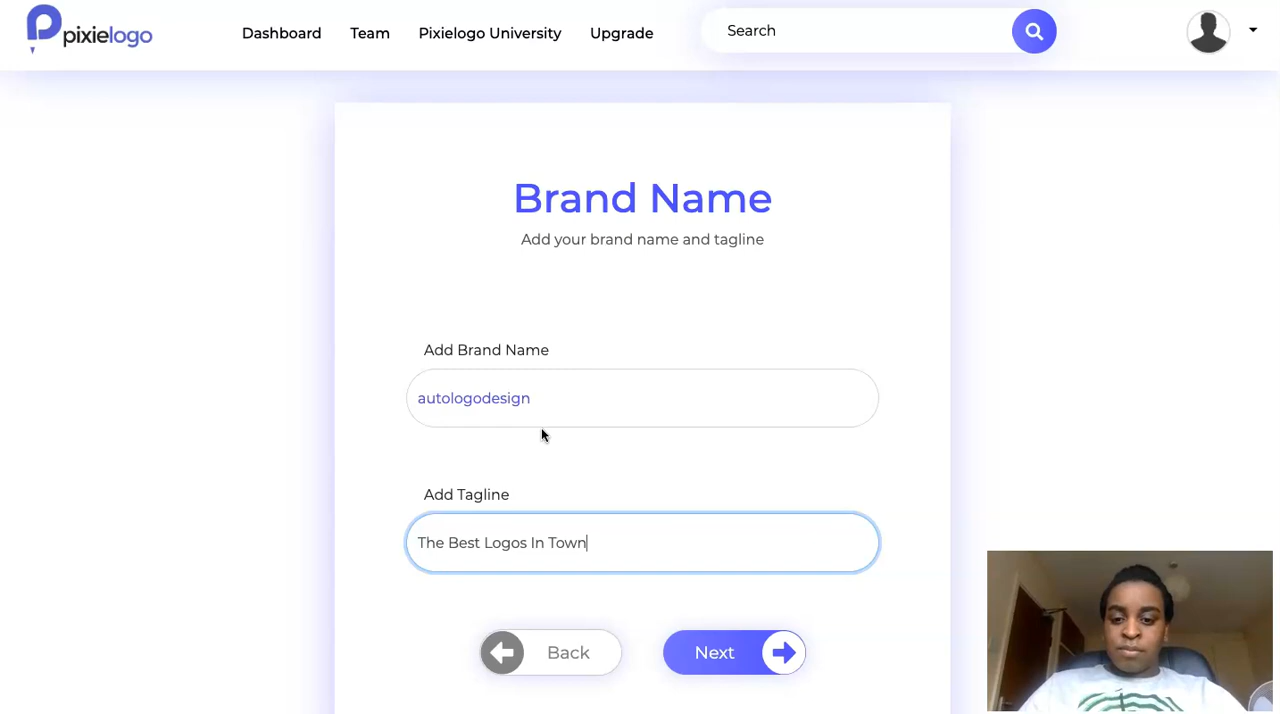 pixielogo
Dashboard Team Pixielogo University Upgrade Search
Brand Name
Add your brand name and tagline
Add Brand Name
autologodesign
Add Tagline
The Best Logos In Town
Back Next